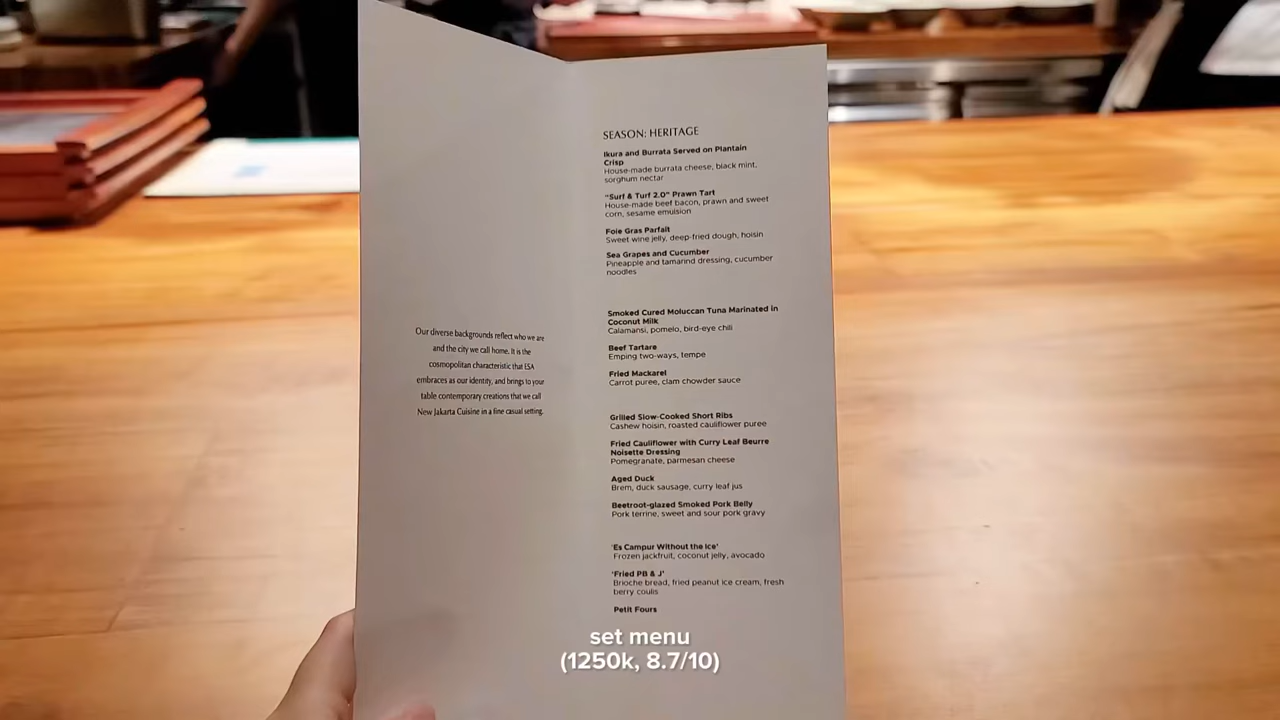 Our diverse backgrounds reflect who we are
and the city we call home. It is the
cosmopolitan characteristic that ESA
embraces as our identity, and brings to your
table contemporary creations that we call
New Jakarta Cuisine in a fine casual setting.
SEASON: HERITAGE
Ikura and Burrata Served on Plantain
Crisp
House-made burrata cheese, black mint,
sorghum nectar
"Surf & Turf 2.0" Prawn Tart
House-made beef bacon, prawn and sweet
corn, sesame emulsion
Foie Gras Parfait
Sweet wine jelly, deep-fried dough, hoisin
Sea Grapes and Cucumber
Pineapple and tamarind dressing, cucumber
noodles
Smoked Cured Moluccan Tuna Marinated in
Coconut Milk
Calamansi, pomelo, bird-eye chili
Beef Tartare
Emping two-ways, tempe
Fried Mackarel
Carrot puree, clam chowder sauce
Grilled Slow-Cooked Short Ribs
Cashew hoisin, roasted cauliflower puree
Fried Cauliflower with Curry Leaf Beurre
Noisette Dressing
Pomegranate, parmesan cheese
Aged Duck
Brem, duck sausage, curry leaf jus
Beetroot-glazed Smoked Pork Belly
Pork terrine, sweet and sour pork gravy
'Es Campur Without the Ice'
Frozen jackfruit, coconut jelly, avocado
'Fried PB & J'
Brioche bread, fried peanut ice cream, fresh
berry coulis
Petit Fours
set menu
(1250k, 8.7/10)